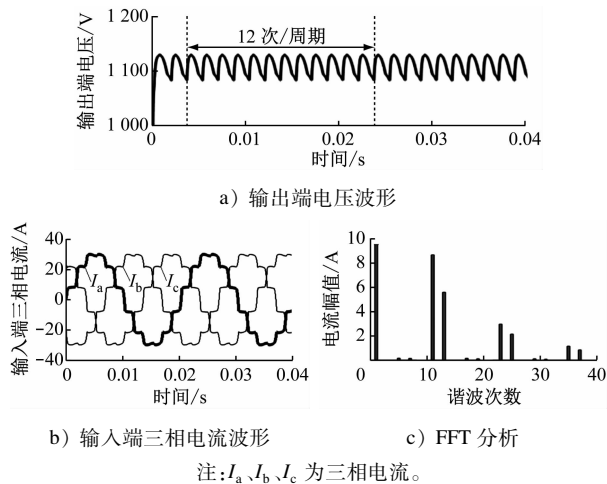 输出端电压/V
1 200
1 100
1 000
12 次/周期
0 0.01 0.02 0.03 0.04
时间/s
a）输出端电压波形
输入端三相电流/A
40
20
0
−20
−40
Ia Ib Ic
0 0.01 0.02 0.03 0.04
时间/s
b）输入端三相电流波形
电流幅值/A
10
8
6
4
2
0 10 20 30 40
谐波次数
c）FFT 分析
注:Ia、Ib、Ic 为三相电流。